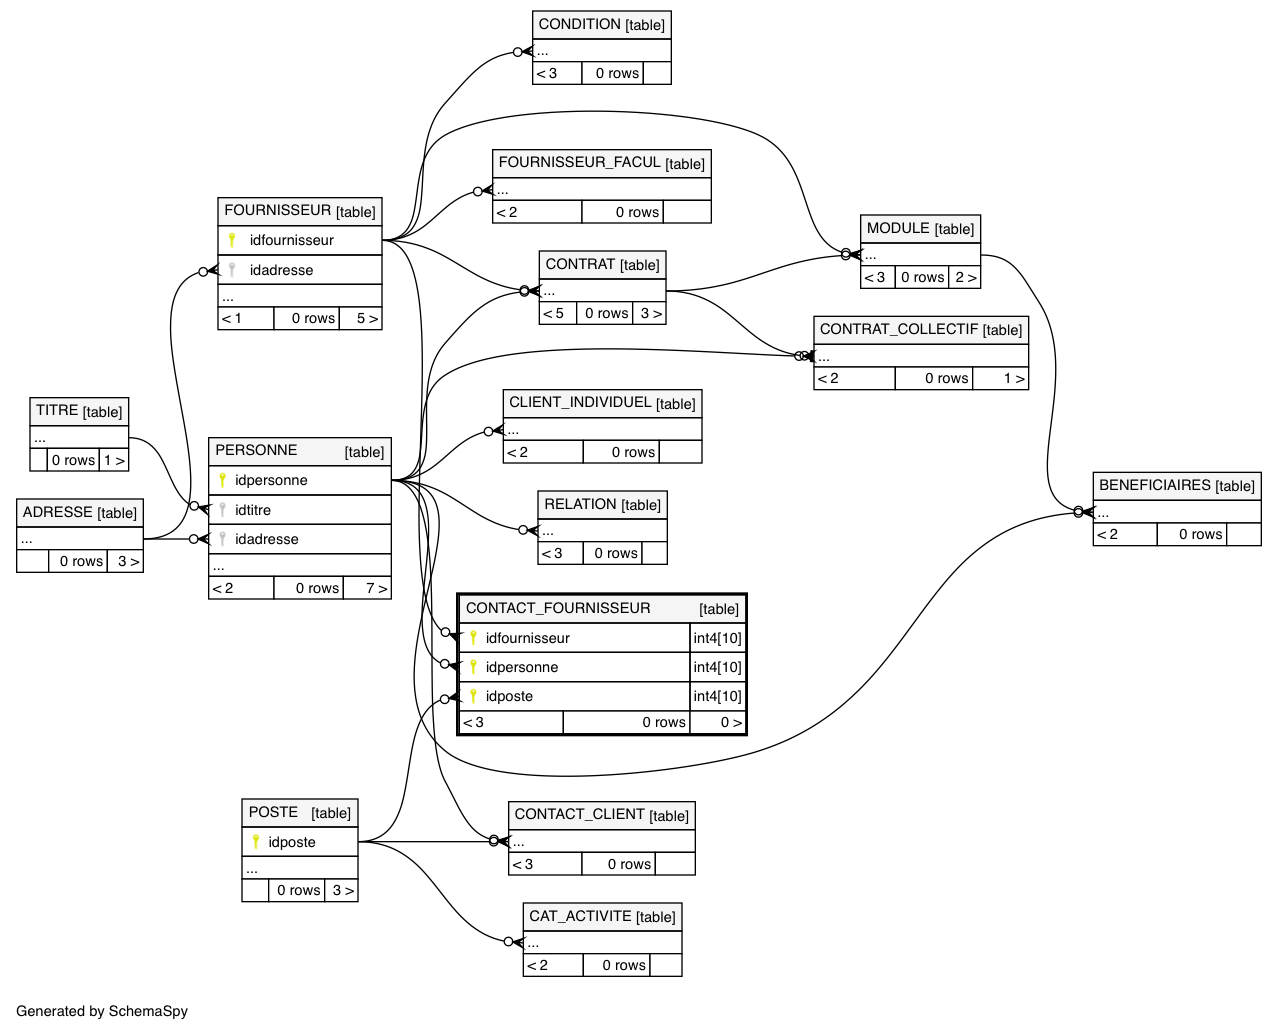 CONDITION [table]
...
< 3 0 rows
FOURNISSEUR_FACUL [table]
...
< 2 0 rows
FOURNISSEUR [table]
idfournisseur
idadresse
...
< 1 0 rows 5 >
CONTRAT [table]
...
< 5 0 rows 3 >
MODULE [table]
...
< 3 0 rows 2 >
CONTRAT_COLLECTIF [table]
...
< 2 0 rows 1 >
TITRE [table]
...
0 rows 1 >
CLIENT_INDIVIDUEL [table]
...
< 2 0 rows
PERSONNE [table]
idpersonne
idtitre
idadresse
...
< 2 0 rows 7 >
ADRESSE [table]
...
0 rows 3 >
RELATION [table]
...
< 3 0 rows
BENEFICIAIRES [table]
...
< 2 0 rows
CONTACT_FOURNISSEUR [table]
idfournisseur int4[10]
idpersonne int4[10]
idposte int4[10]
< 3 0 rows 0 >
POSTE [table]
idposte
...
0 rows 3 >
CONTACT_CLIENT [table]
...
< 3 0 rows
CAT_ACTIVITE [table]
...
< 2 0 rows
Generated by SchemaSpy